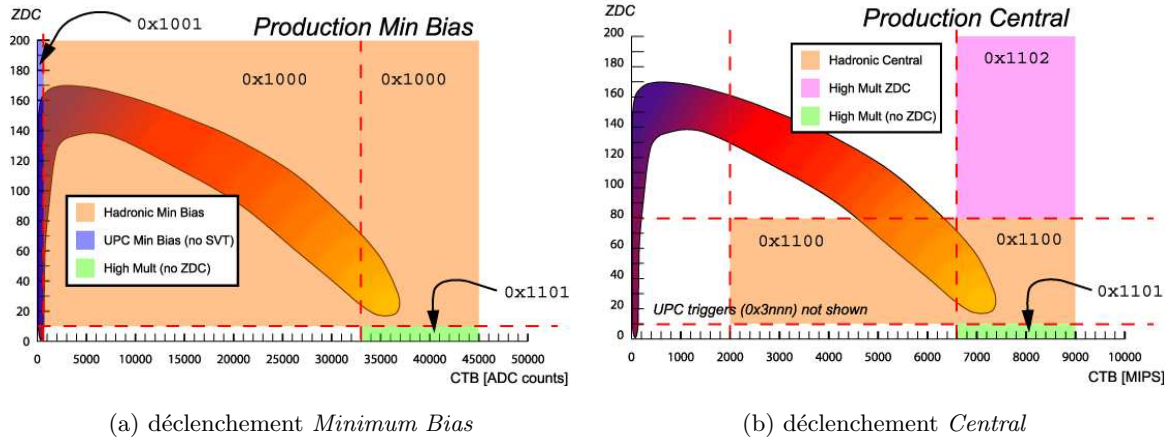 ZDC
0x1001
Production Min Bias
200
180
160
140
120
100
80
60
40
20
0
0x1000
0x1000
Hadronic Min Bias
UPC Min Bias (no SVT)
High Mult (no ZDC)
0x1101
0
5000
10000
15000
20000
25000
30000
35000
40000
45000
50000
CTB [ADC counts]
(a) déclenchement Minimum Bias
ZDC
Production Central
200
180
160
140
120
100
80
60
40
20
0
Hadronic Central
High Mult ZDC
High Mult (no ZDC)
0x1102
0x1100
0x1100
0x1101
UPC triggers (0x3nnn) not shown
0
1000
2000
3000
4000
5000
6000
7000
8000
9000
10000
CTB [MIPS]
(b) déclenchement Central